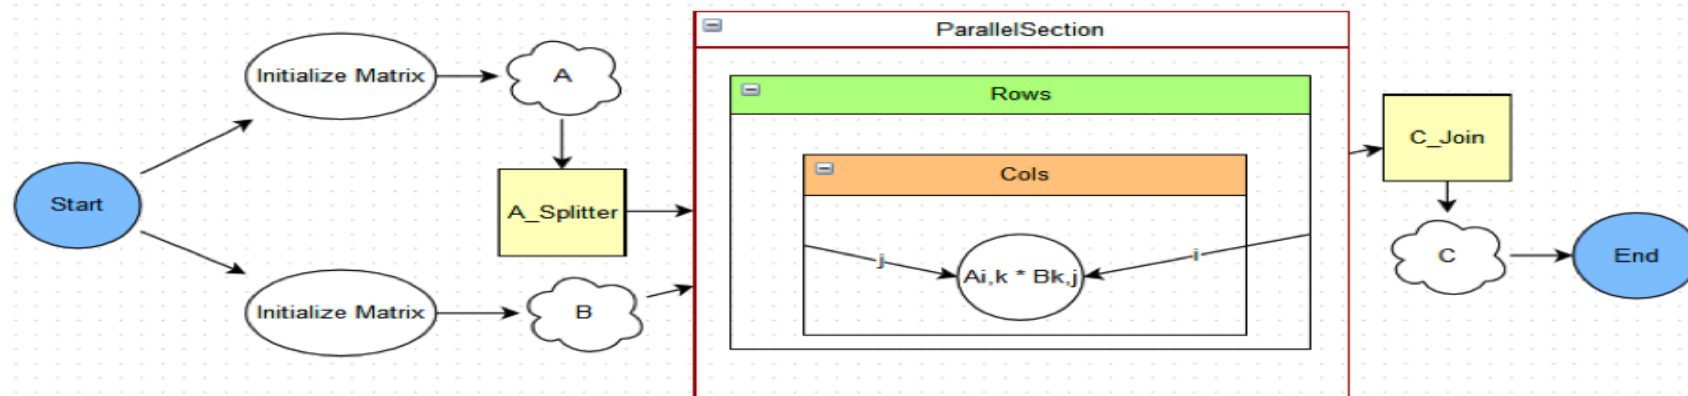 Start
Initialize Matrix
A
A_Splitter
Initialize Matrix
B
ParallelSection
Rows
Cols
j
Ai,k * Bk,j
i
C_Join
C
End